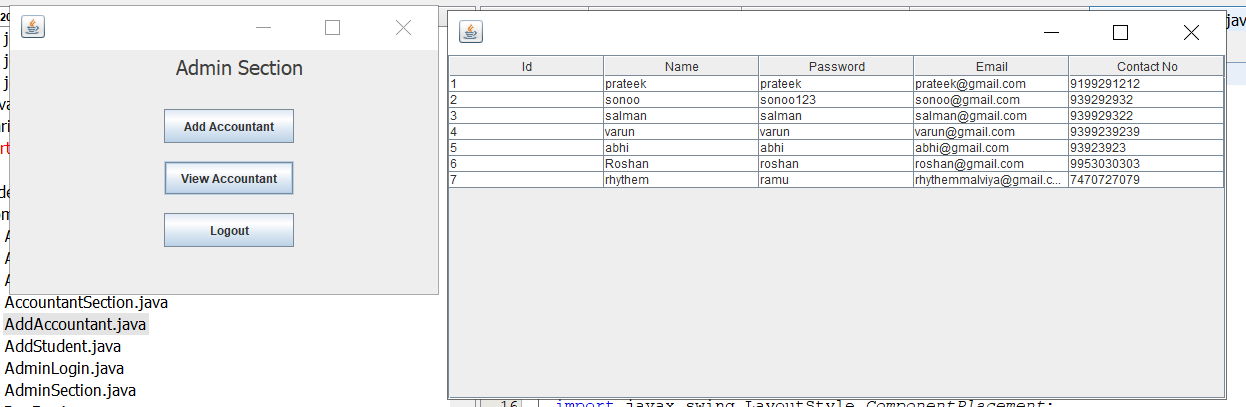 Admin Section
Add Accountant
View Accountant
Logout
Id Name Password Email Contact No
1 prateek prateek prateek@gmail.com 9199291212
2 sonoo sonoo123 sonoo@gmail.com 939292932
3 salman salman salman@gmail.com 939929322
4 varun varun varun@gmail.com 9399239239
5 abhi abhi abhi@gmail.com 93923923
6 Roshan roshan roshan@gmail.com 9953030303
7 rhythem ramu rhythemmalviya@gmail.c... 7470727079
AccountantSection.java
AddAccountant.java
AddStudent.java
AdminLogin.java
AdminSection.java
16 import javax.swing.LayoutStyle.ComponentPlacement;